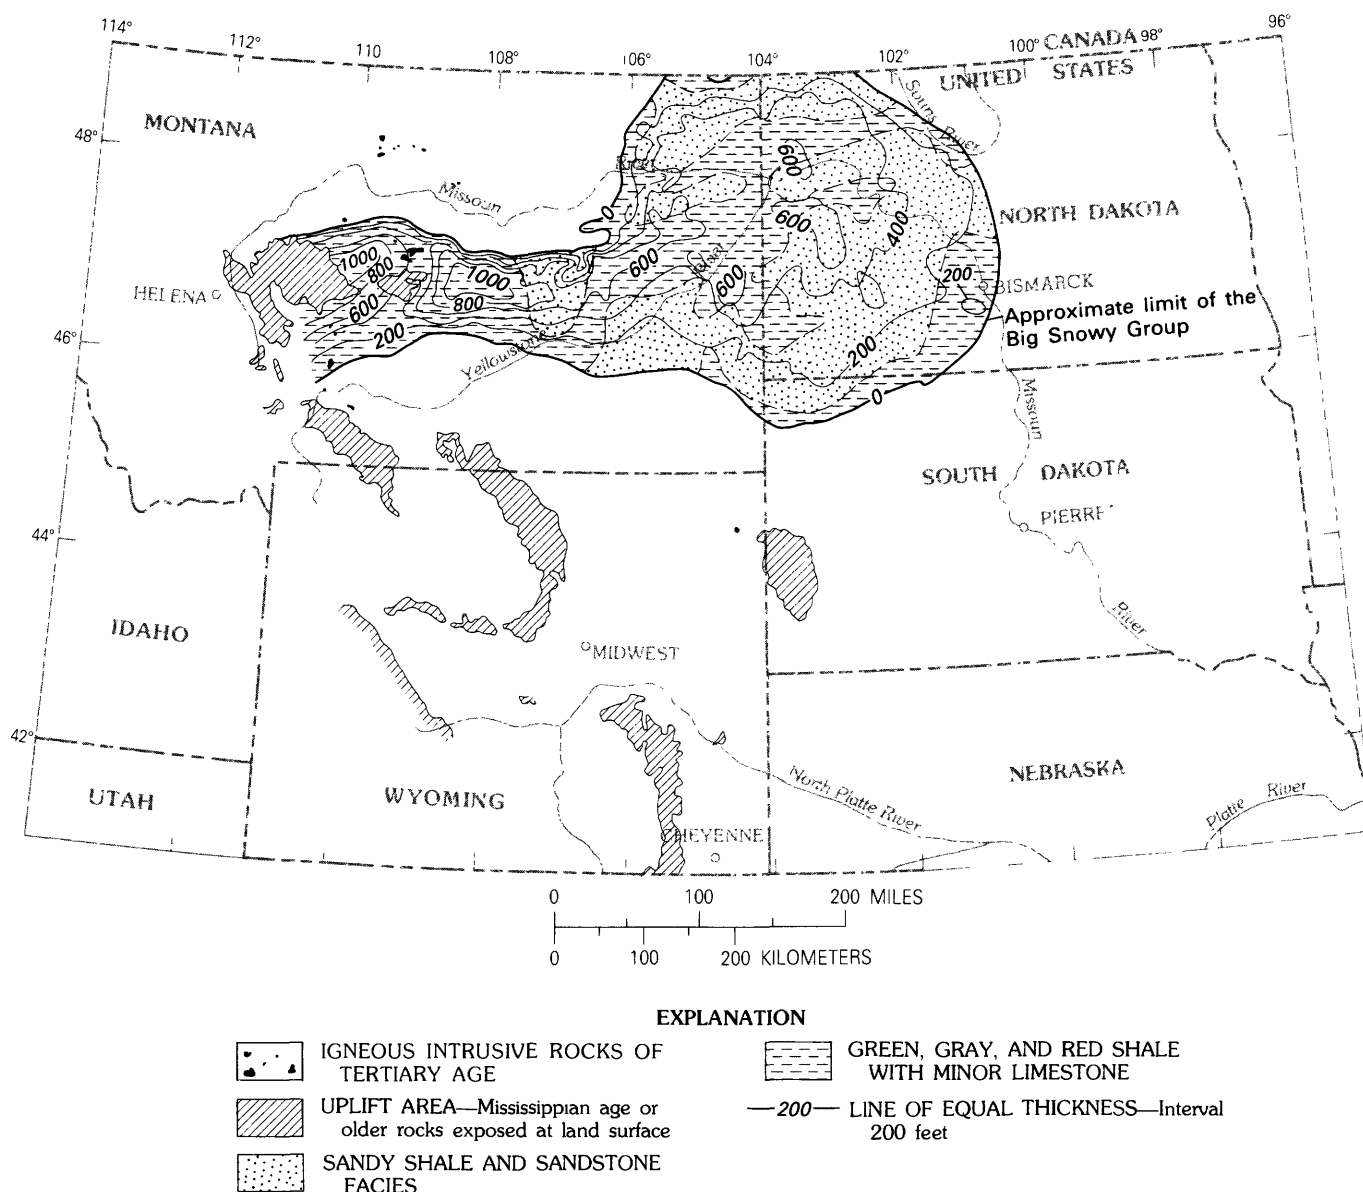 114°
112°
110
108°
106°
104°
102°
100°
CANADA
98°
96°
UNITED STATES
Souris River
MONTANA
48°
River
Missouri
0
600
NORTH DAKOTA
600
400
1000
800
1000
600
600
200
BISMARCK
HELENA
600
800
Approximate limit of the
Big Snowy Group
46°
200
Yellowstone
200
0
Missouri
SOUTH DAKOTA
PIERRE
44°
River
IDAHO
MIDWEST
42°
UTAH
WYOMING
North Platte River
NEBRASKA
Platte River
CHEYENNE
0 100 200 MILES
0 100 200 KILOMETERS
EXPLANATION
IGNEOUS INTRUSIVE ROCKS OF
TERTIARY AGE
UPLIFT AREA—Mississippian age or
older rocks exposed at land surface
SANDY SHALE AND SANDSTONE
FACIES
GREEN, GRAY, AND RED SHALE
WITH MINOR LIMESTONE
—200— LINE OF EQUAL THICKNESS—Interval
200 feet